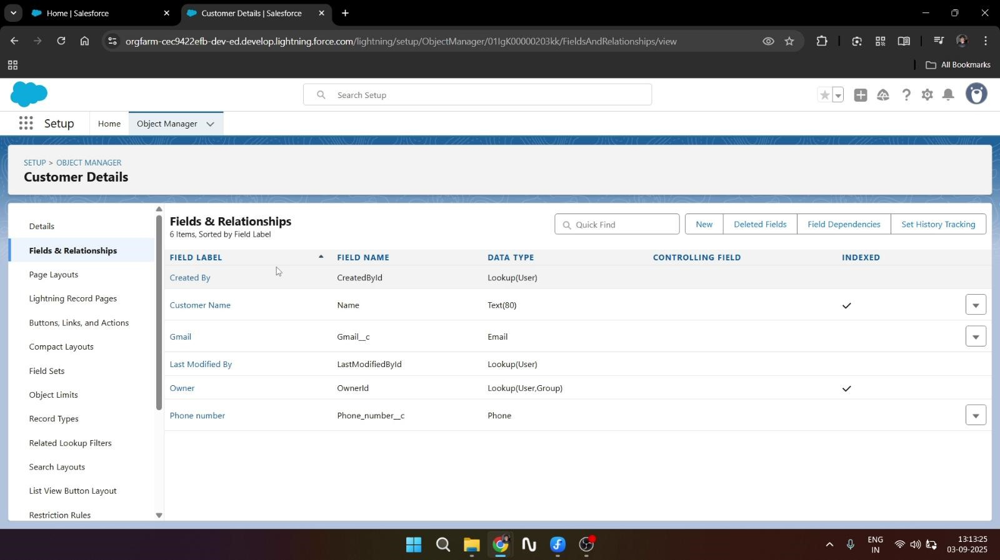 Home | Salesforce
Customer Details | Salesforce
orgfarm-cec9422efb-dev-ed.develop.lightning.force.com/lightning/setup/ObjectManager/01IgK00000203kk/FieldsAndRelationships/view
All Bookmarks
Search Setup
Setup
Home
Object Manager
SETUP > OBJECT MANAGER
Customer Details
Details
Fields & Relationships
Page Layouts
Lightning Record Pages
Buttons, Links, and Actions
Compact Layouts
Field Sets
Object Limits
Record Types
Related Lookup Filters
Search Layouts
List View Button Layout
Restriction Rules
Fields & Relationships
6 Items, Sorted by Field Label
Quick Find
New
Deleted Fields
Field Dependencies
Set History Tracking
FIELD LABEL FIELD NAME DATA TYPE CONTROLLING FIELD INDEXED
Created By CreatedById Lookup(User)
Customer Name Name Text(80)
Gmail Gmail__c Email
Last Modified By LastModifiedById Lookup(User)
Owner OwnerId Lookup(User,Group)
Phone number Phone_number__c Phone
ENG
IN
13:13:25
03-09-2025